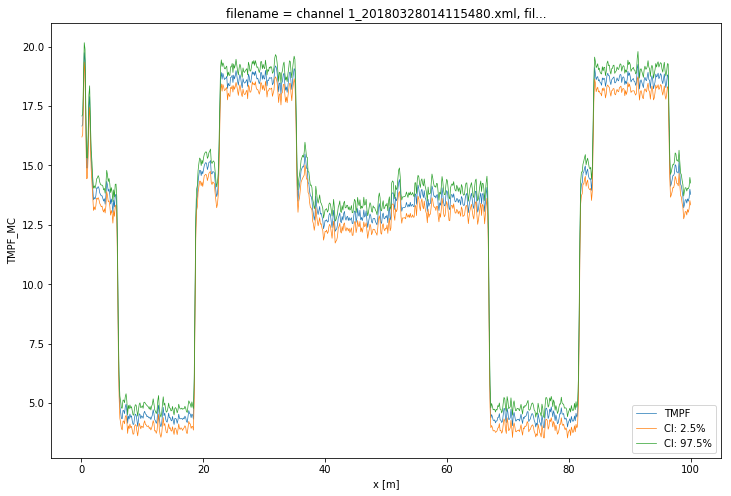 filename = channel 1_20180328014115480.xml, fil...
20.0
17.5
15.0
12.5
10.0
7.5
5.0
TMPF_MC
0
20
40
60
80
100
x [m]
TMPF
CI: 2.5%
CI: 97.5%